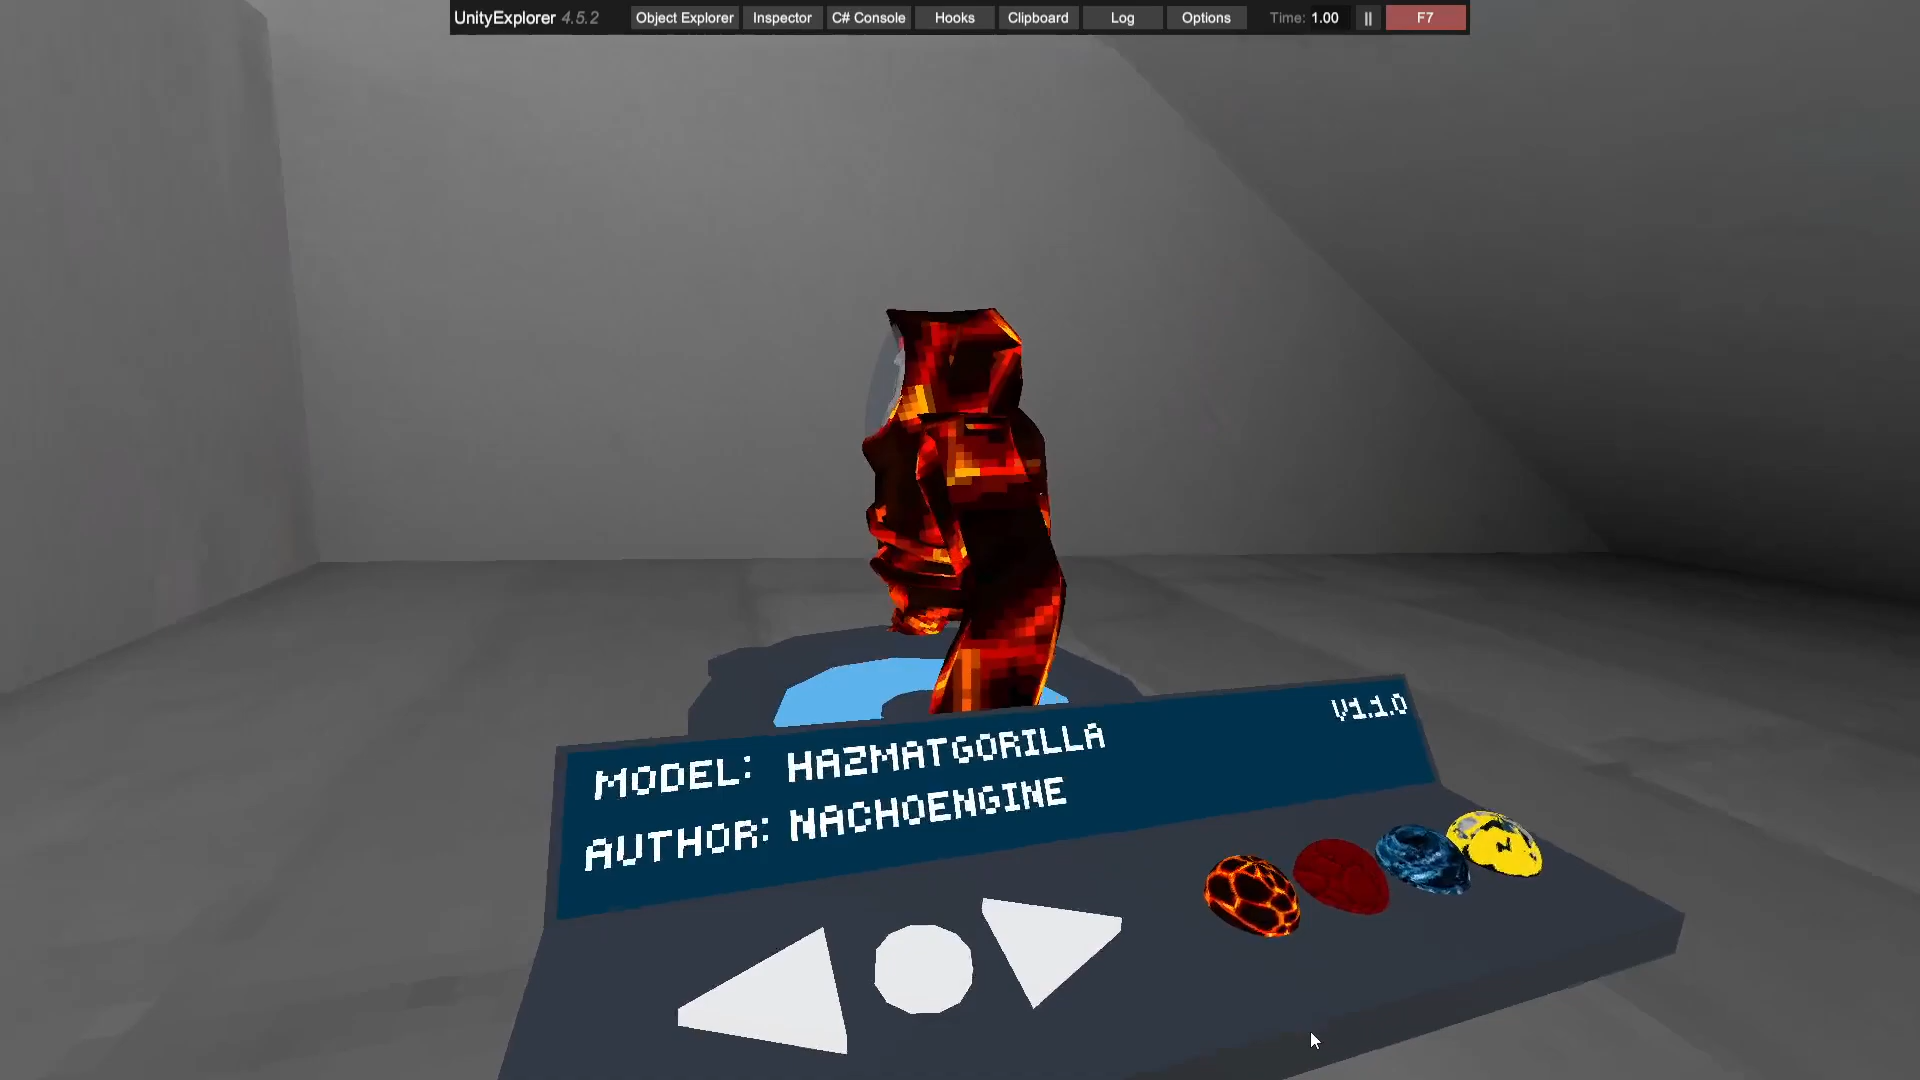 UnityExplorer 4.5.2 Object Explorer Inspector C# Console Hooks Clipboard Log Options Time: 1.00 || F7
V1.1.0
MODEL: HAZMATGORILLA
AUTHOR: NACHOENGINE